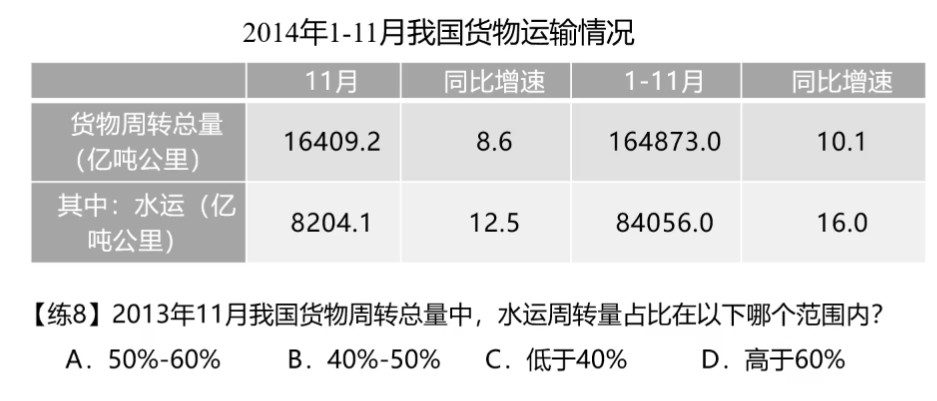 2014年1-11月我国货物运输情况
11月 同比增速 1-11月 同比增速
货物周转总量
（亿吨公里） 16409.2 8.6 164873.0 10.1
其中：水运（亿
吨公里） 8204.1 12.5 84056.0 16.0
【练8】2013年11月我国货物周转总量中，水运周转量占比在以下哪个范围内？
A．50%-60% B．40%-50% C．低于40% D．高于60%